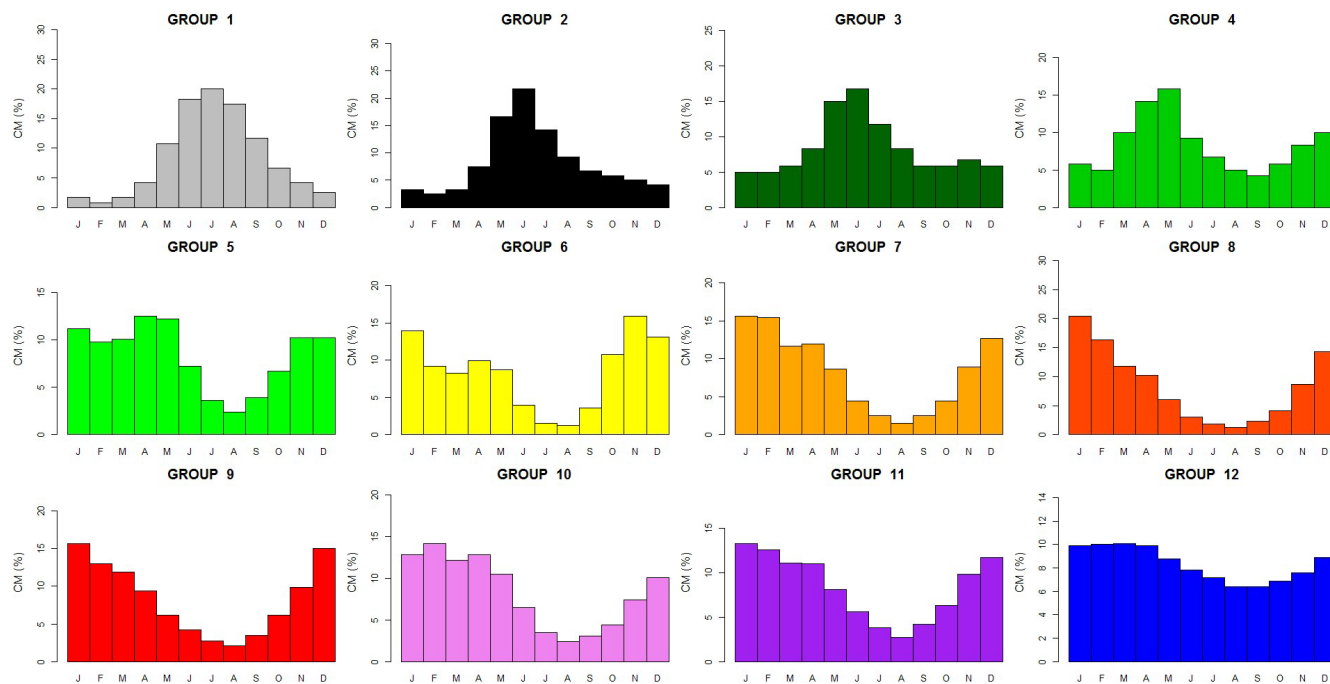 GROUP 1
30
25
20
15
10
5
0
CM (%)
J F M A M J J A S O N D
GROUP 2
30
25
20
15
10
5
0
CM (%)
J F M A M J J A S O N D
GROUP 3
25
20
15
10
5
0
CM (%)
J F M A M J J A S O N D
GROUP 4
20
15
10
5
0
CM (%)
J F M A M J J A S O N D
GROUP 5
15
10
5
0
CM (%)
J F M A M J J A S O N D
GROUP 6
20
15
10
5
0
CM (%)
J F M A M J J A S O N D
GROUP 7
20
15
10
5
0
CM (%)
J F M A M J J A S O N D
GROUP 8
30
25
20
15
10
5
0
CM (%)
J F M A M J J A S O N D
GROUP 9
20
15
10
5
0
CM (%)
J F M A M J J A S O N D
GROUP 10
20
15
10
5
0
CM (%)
J F M A M J J A S O N D
GROUP 11
15
10
5
0
CM (%)
J F M A M J J A S O N D
GROUP 12
14
12
10
8
6
4
2
0
CM (%)
J F M A M J J A S O N D